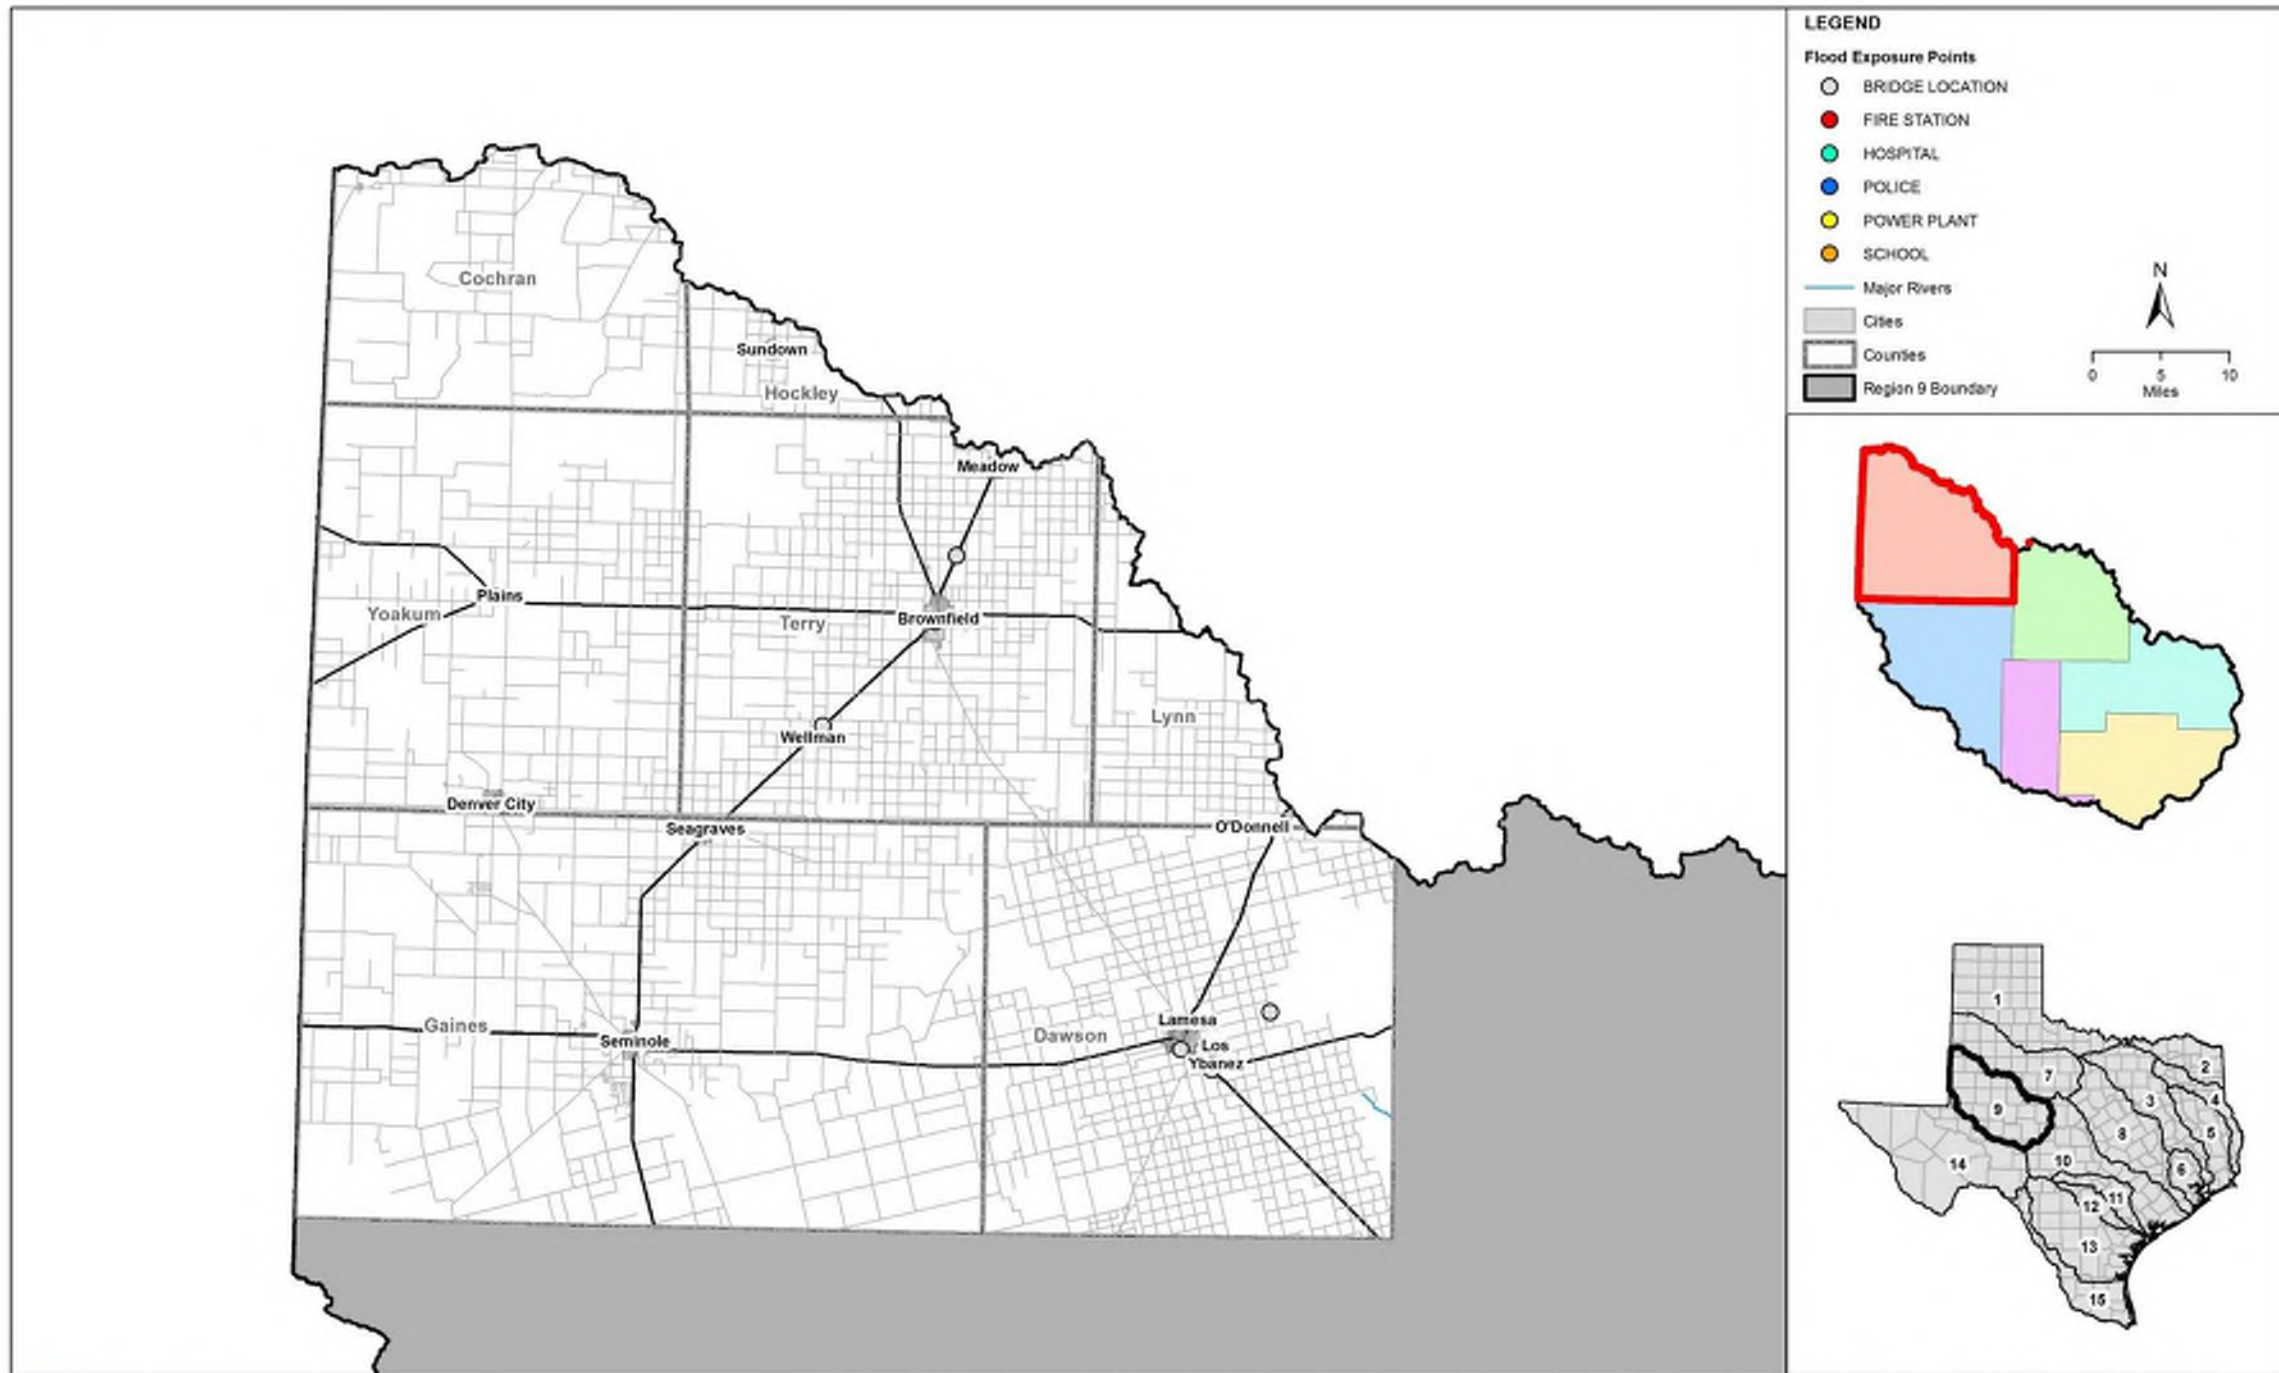 LEGEND
Flood Exposure Points
BRIDGE LOCATION
FIRE STATION
HOSPITAL
POLICE
POWER PLANT
SCHOOL
Major Rivers
Cities
Counties
Region 9 Boundary
N
0 5 10
Miles
Cochran
Sundown
Hockley
Meadow
Plains
Yoakum
Terry
Brownfield
Lynn
Wellman
Denver City
Seagraves
O'Donnell
Gaines
Seminole
Dawson
Lamesa
Los
Ybanez
1
2
7
3
4
9
8
5
14
10
6
11
12
13
15